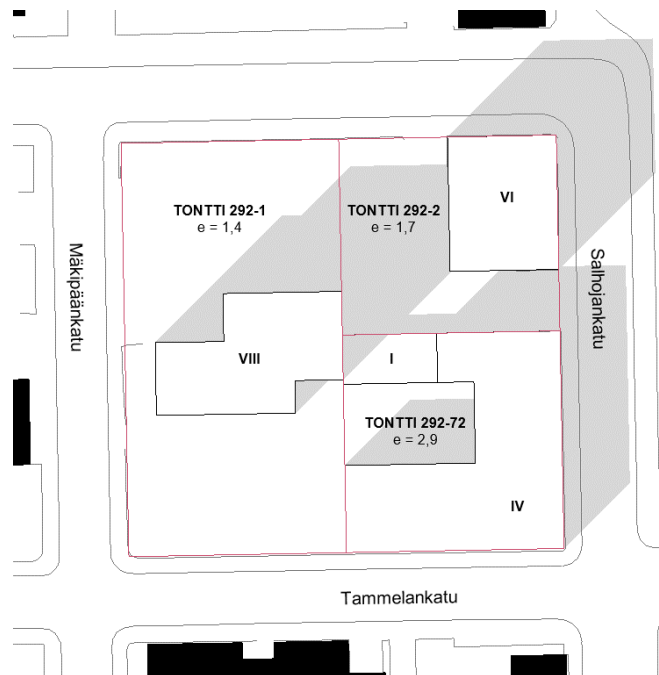 TONTTI 292-1
e = 1,4
TONTTI 292-2
e = 1,7
VI
Mäkipäänkatu
Salhojankatu
VIII
I
TONTTI 292-72
e = 2,9
IV
Tammelankatu